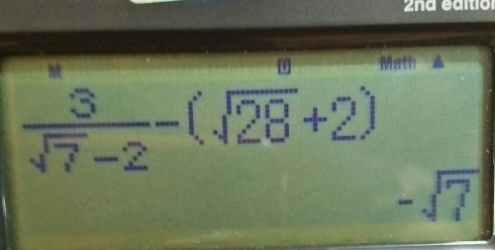 2nd edition
M D Math ▲
3/(√7−2)−(√28+2)
−√7